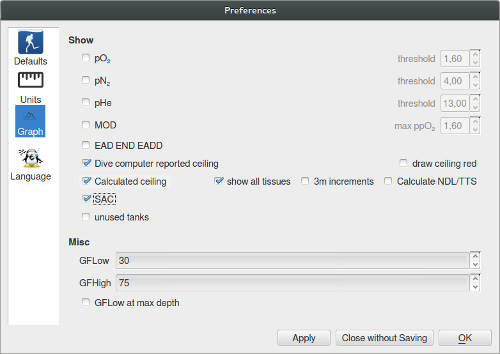 Preferences
Defaults
Units
Graph
Language
Show
pO₂ threshold 1,60
pN₂ threshold 4,00
pHe threshold 13,00
MOD max ppO₂ 1,60
EAD END EADD
Dive computer reported ceiling draw ceiling red
Calculated ceiling show all tissues 3m increments Calculate NDL/TTS
SAC
unused tanks
Misc
GFLow 30
GFHigh 75
GFLow at max depth
Apply Close without Saving OK